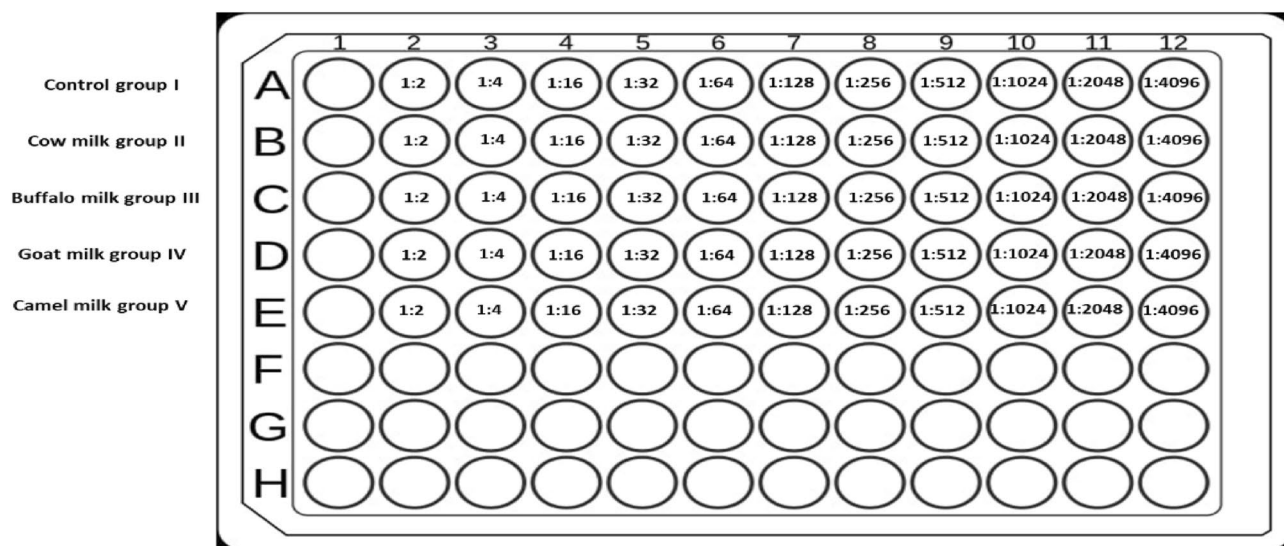 1 2 3 4 5 6 7 8 9 10 11 12
Control group I A 1:2 1:4 1:16 1:32 1:64 1:128 1:256 1:512 1:1024 1:2048 1:4096
Cow milk group II B 1:2 1:4 1:16 1:32 1:64 1:128 1:256 1:512 1:1024 1:2048 1:4096
Buffalo milk group III C 1:2 1:4 1:16 1:32 1:64 1:128 1:256 1:512 1:1024 1:2048 1:4096
Goat milk group IV D 1:2 1:4 1:16 1:32 1:64 1:128 1:256 1:512 1:1024 1:2048 1:4096
Camel milk group V E 1:2 1:4 1:16 1:32 1:64 1:128 1:256 1:512 1:1024 1:2048 1:4096
F
G
H